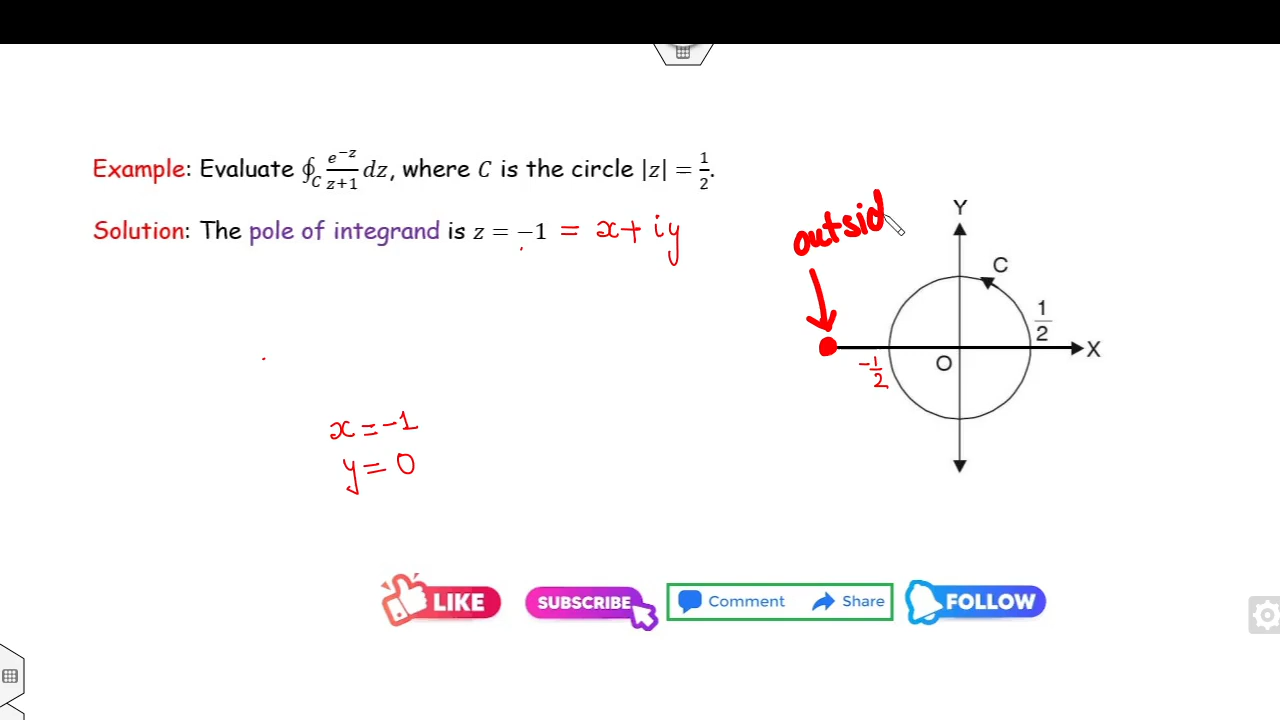 Example: Evaluate ∮_C e^{-z}/(z+1) dz, where C is the circle |z| = 1/2.
Solution: The pole of integrand is z = −1 = x + iy
outsid
Y
C
1/2
X
O
-1/2
x = -1
y = 0
LIKE
SUBSCRIBE
Comment
Share
FOLLOW